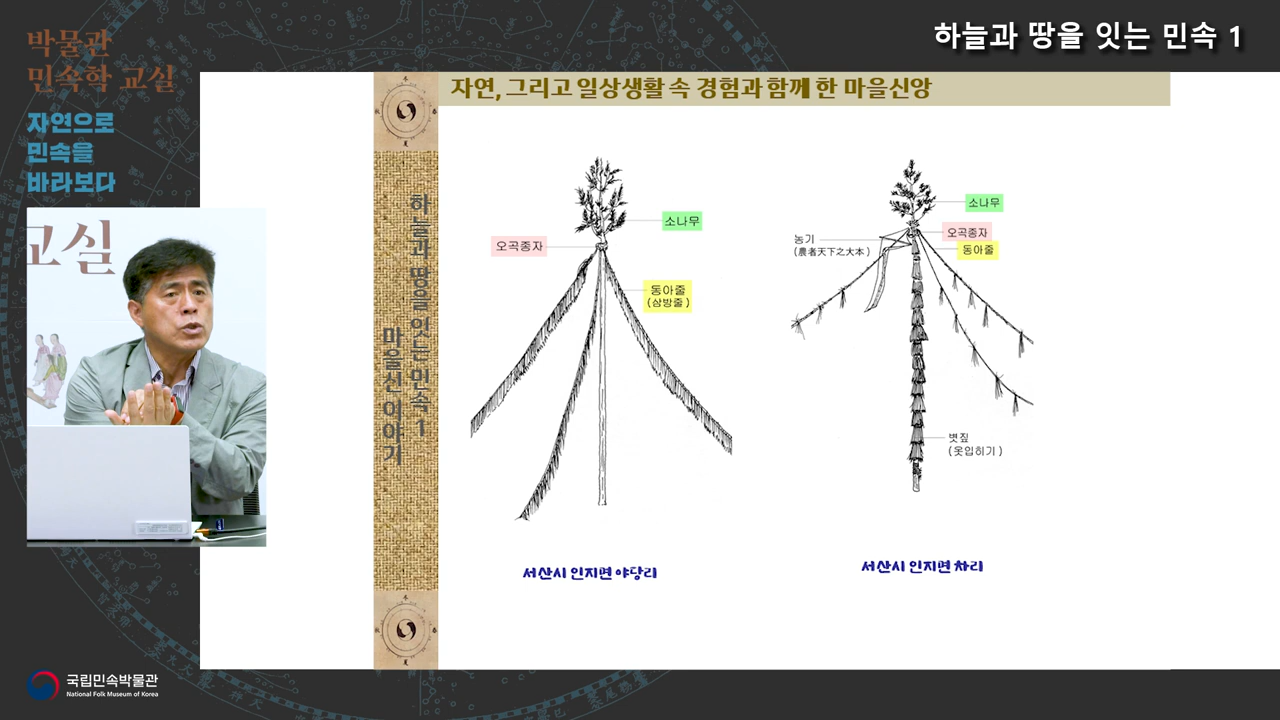 하늘과 땅을 잇는 민속 1
박물관
민속학 교실
자연으로
민속을
바라보다
교실
자연, 그리고 일상생활 속 경험과 함께 한 마을신앙
하늘과 땅을 잇는 민속 1
마을신 이야기
소나무
오곡종자
동아줄
(삼방줄)
서산시 인지면 야당리
소나무
오곡종자
동아줄
농기
(農者天下之大本)
볏짚
(옷입히기)
서산시 인지면 차리
국립민속박물관
National Folk Museum of Korea